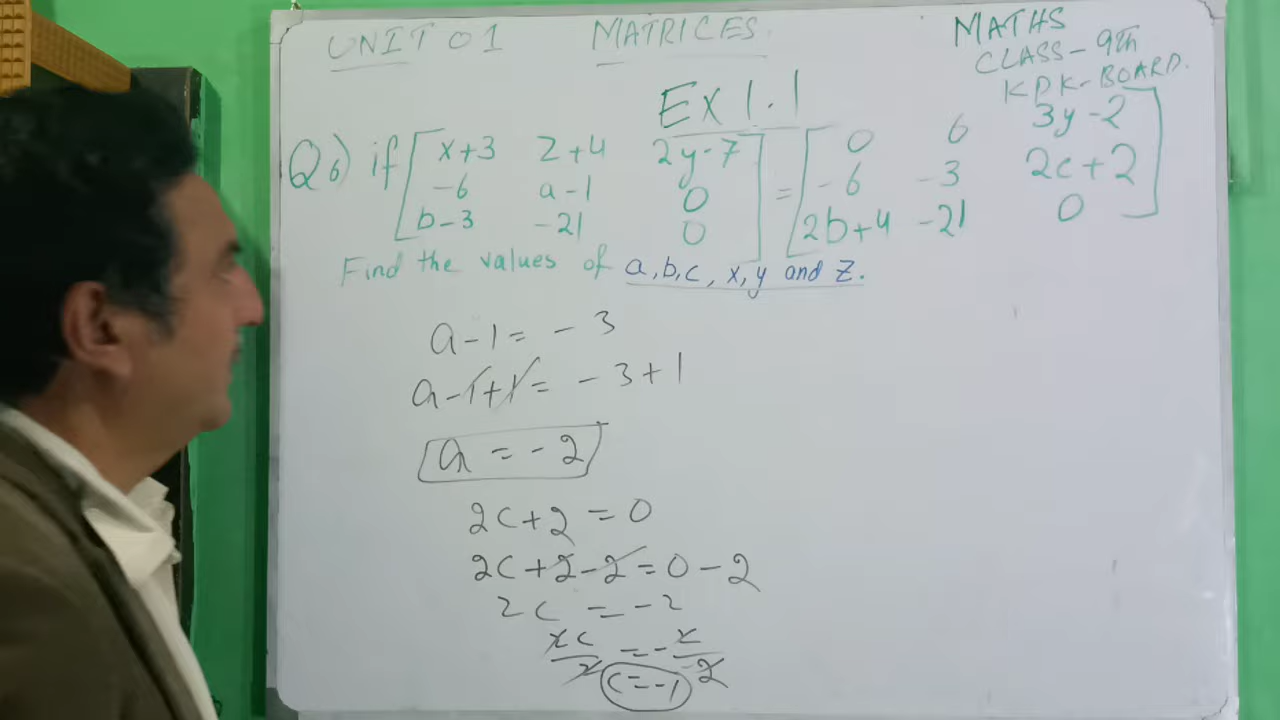 UNIT 01 MATRICES MATHS
CLASS - 9th
KPK-BOARD.
Ex 1.1
Q6) if [x+3 z+4 2y-7 = [0 6 3y-2
-6 a-1 0 -6 -3 2c+2
b-3 -21 0] 2b+4 -21 0]
Find the values of a,b,c, x,y and z.
a-1 = -3
a-1+1 = -3+1
a = -2
2c+2 = 0
2c+2-2 = 0-2
2c = -2
2c/2 = -2/-2
c=-1